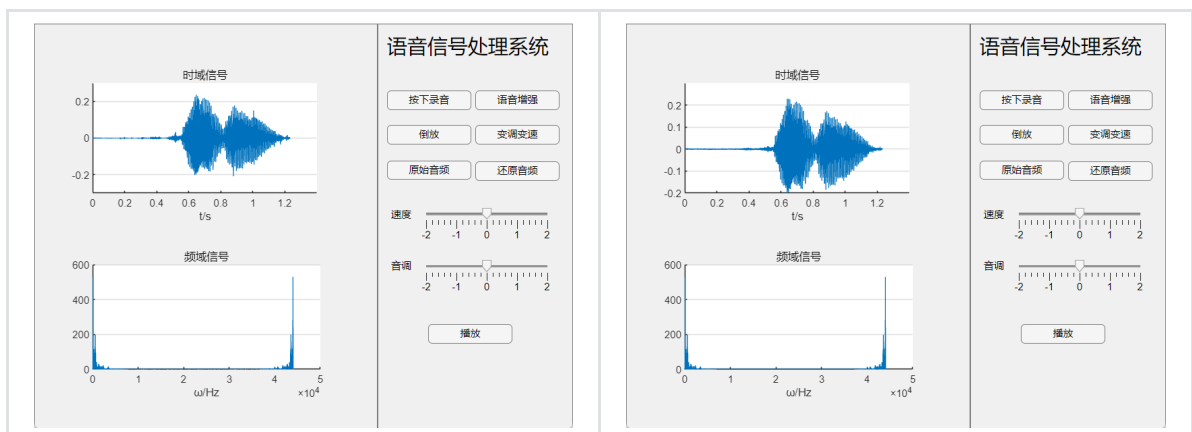 语音信号处理系统
时域信号
0.2
0
-0.2
0 0.2 0.4 0.6 0.8 1 1.2
t/s
按下录音 语音增强
倒放 变调变速
原始音频 还原音频
速度
-2 -1 0 1 2
频域信号
600
400
200
0
0 1 2 3 4 5
ω/Hz ×10⁴
音调
-2 -1 0 1 2
播放
语音信号处理系统
时域信号
0.2
0.1
0
-0.1
-0.2
0 0.2 0.4 0.6 0.8 1 1.2
t/s
按下录音 语音增强
倒放 变调变速
原始音频 还原音频
速度
-2 -1 0 1 2
频域信号
600
400
200
0
0 1 2 3 4 5
ω/Hz ×10⁴
音调
-2 -1 0 1 2
播放